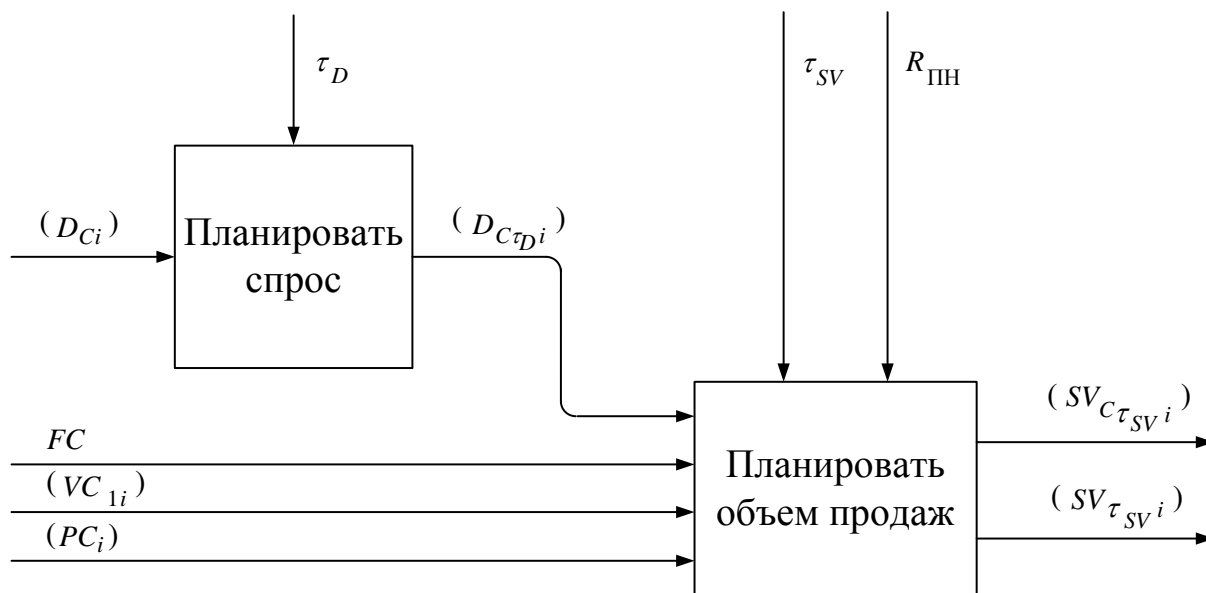 τ_D
τ_SV
R_ПН
(D_Ci)
Планировать
спрос
(D_Cτ_D i)
FC
(VC_1i)
(PC_i)
Планировать
объем продаж
(SV_Cτ_SV i)
(SV_τ_SV i)